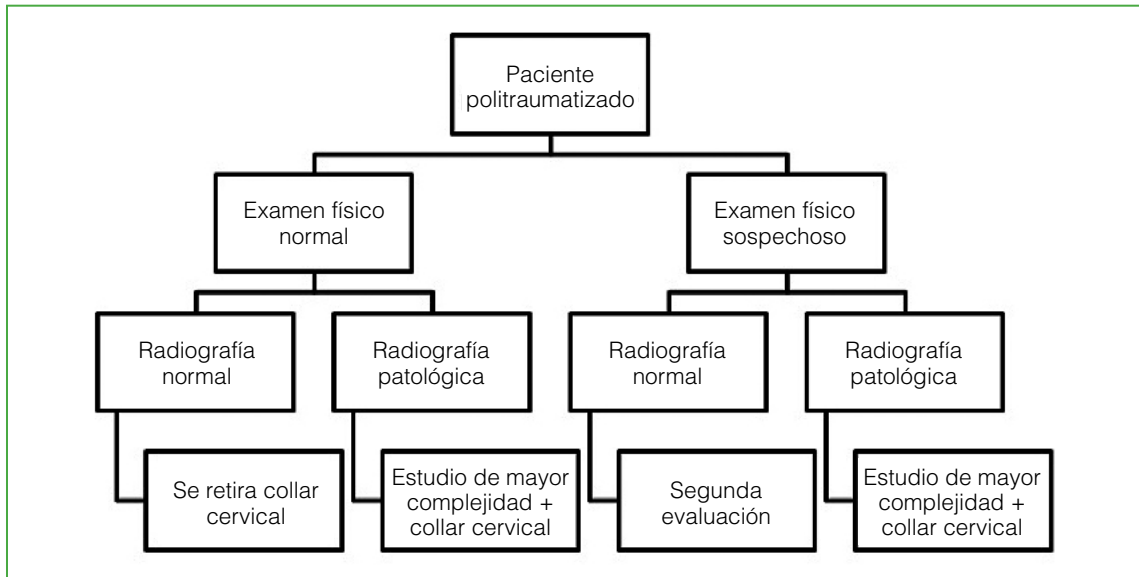 Paciente
politraumatizado
Examen físico
normal
Examen físico
sospechoso
Radiografía
normal
Radiografía
patológica
Radiografía
normal
Radiografía
patológica
Se retira collar
cervical
Estudio de mayor
complejidad +
collar cervical
Segunda
evaluación
Estudio de mayor
complejidad +
collar cervical